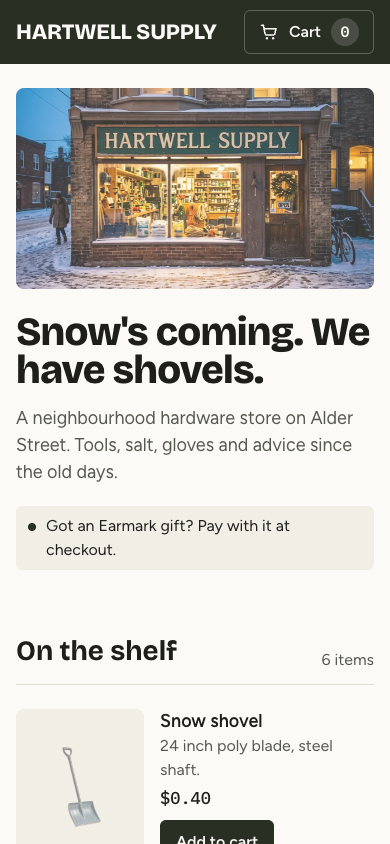 HARTWELL SUPPLY
Cart 0
HARTWELL SUPPLY
OPEN
Snow's coming. We
have shovels.
A neighbourhood hardware store on Alder
Street. Tools, salt, gloves and advice since
the old days.
Got an Earmark gift? Pay with it at
checkout.
On the shelf
6 items
Snow shovel
24 inch poly blade, steel
shaft.
$0.40
Add to cart